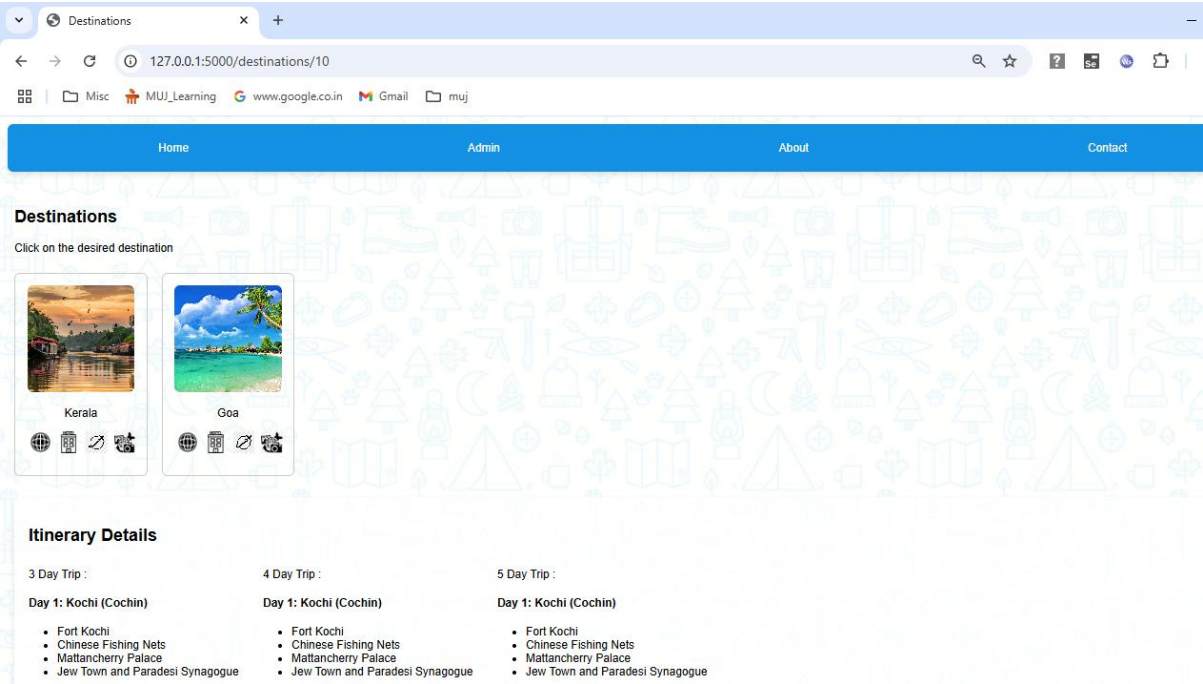 Destinations
127.0.0.1:5000/destinations/10
Misc MUJ_Learning www.google.co.in Gmail muj
Home Admin About Contact
Destinations
Click on the desired destination
Kerala Goa
Itinerary Details
3 Day Trip : 4 Day Trip : 5 Day Trip :
Day 1: Kochi (Cochin) Day 1: Kochi (Cochin) Day 1: Kochi (Cochin)
• Fort Kochi • Fort Kochi • Fort Kochi
• Chinese Fishing Nets • Chinese Fishing Nets • Chinese Fishing Nets
• Mattancherry Palace • Mattancherry Palace • Mattancherry Palace
• Jew Town and Paradesi Synagogue • Jew Town and Paradesi Synagogue • Jew Town and Paradesi Synagogue